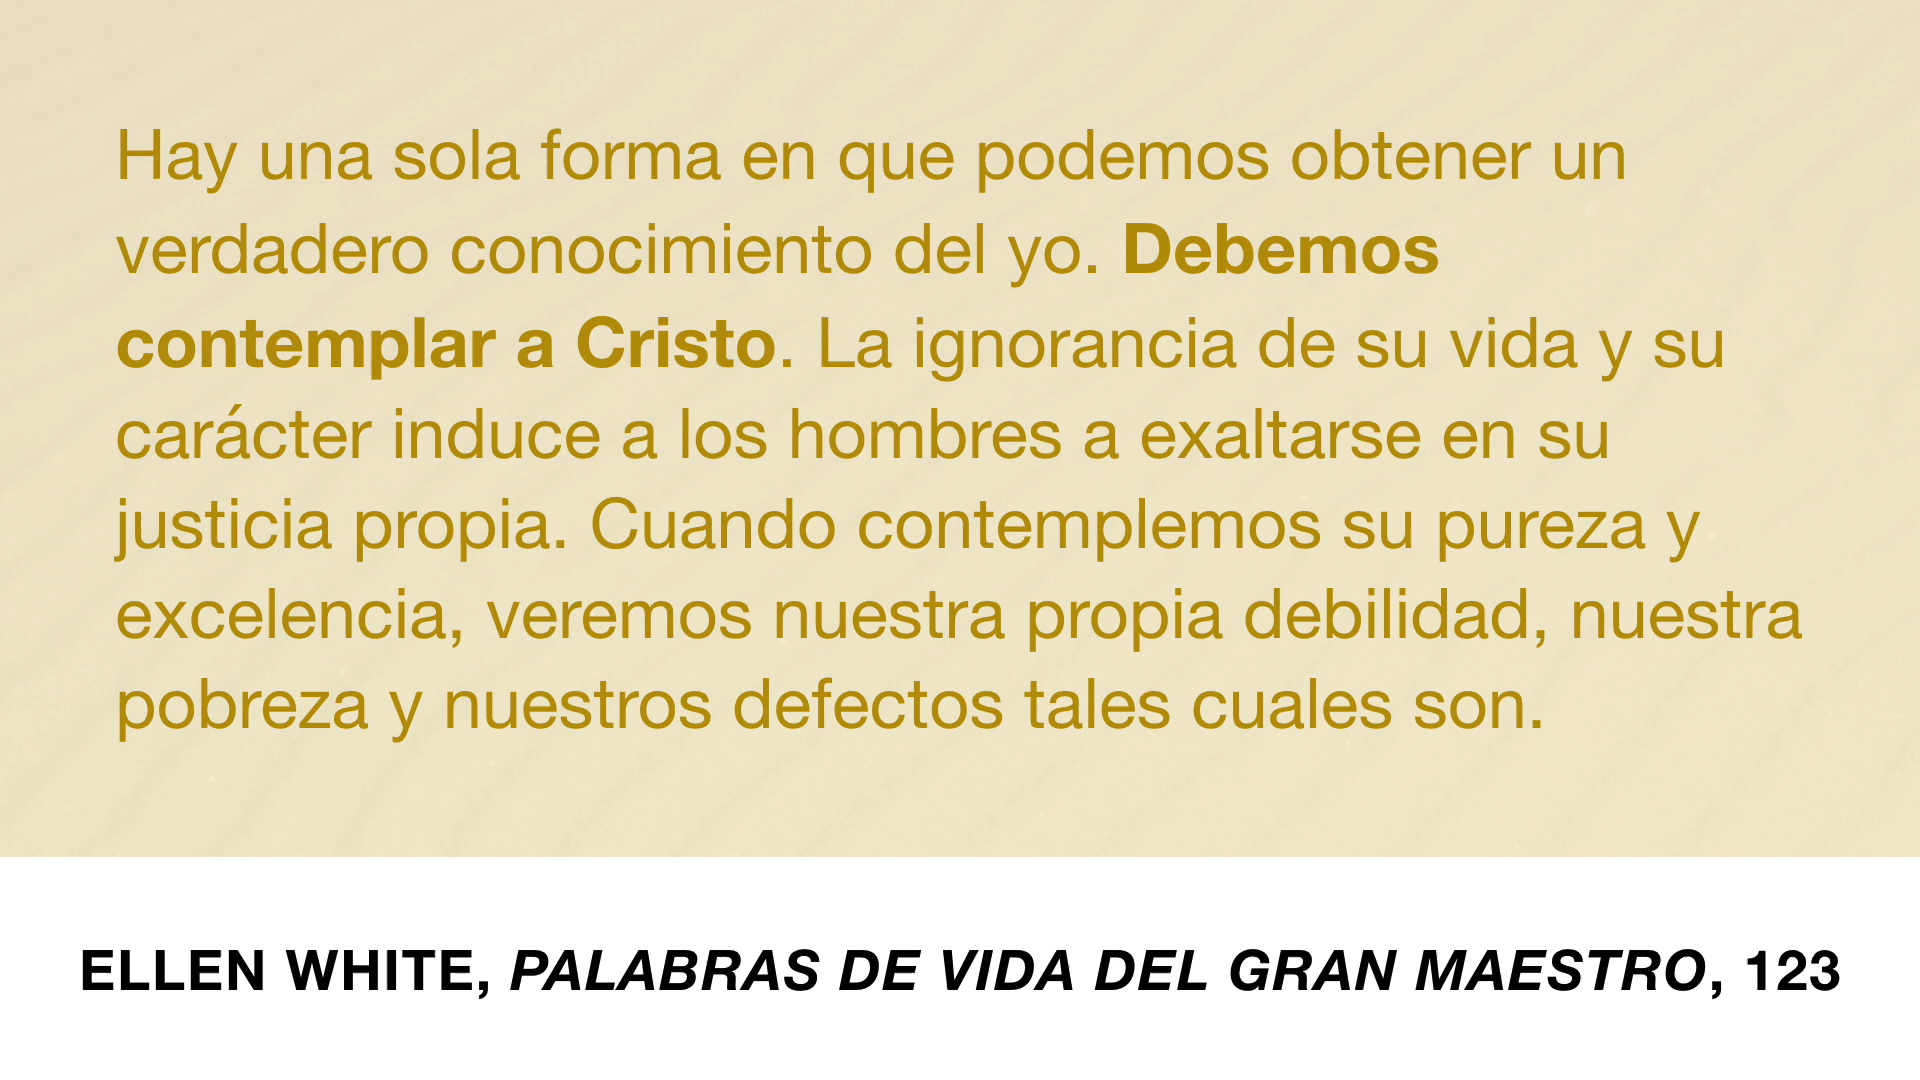 Hay una sola forma en que podemos obtener un
verdadero conocimiento del yo. Debemos
contemplar a Cristo. La ignorancia de su vida y su
carácter induce a los hombres a exaltarse en su
justicia propia. Cuando contemplemos su pureza y
excelencia, veremos nuestra propia debilidad, nuestra
pobreza y nuestros defectos tales cuales son.
ELLEN WHITE, PALABRAS DE VIDA DEL GRAN MAESTRO, 123